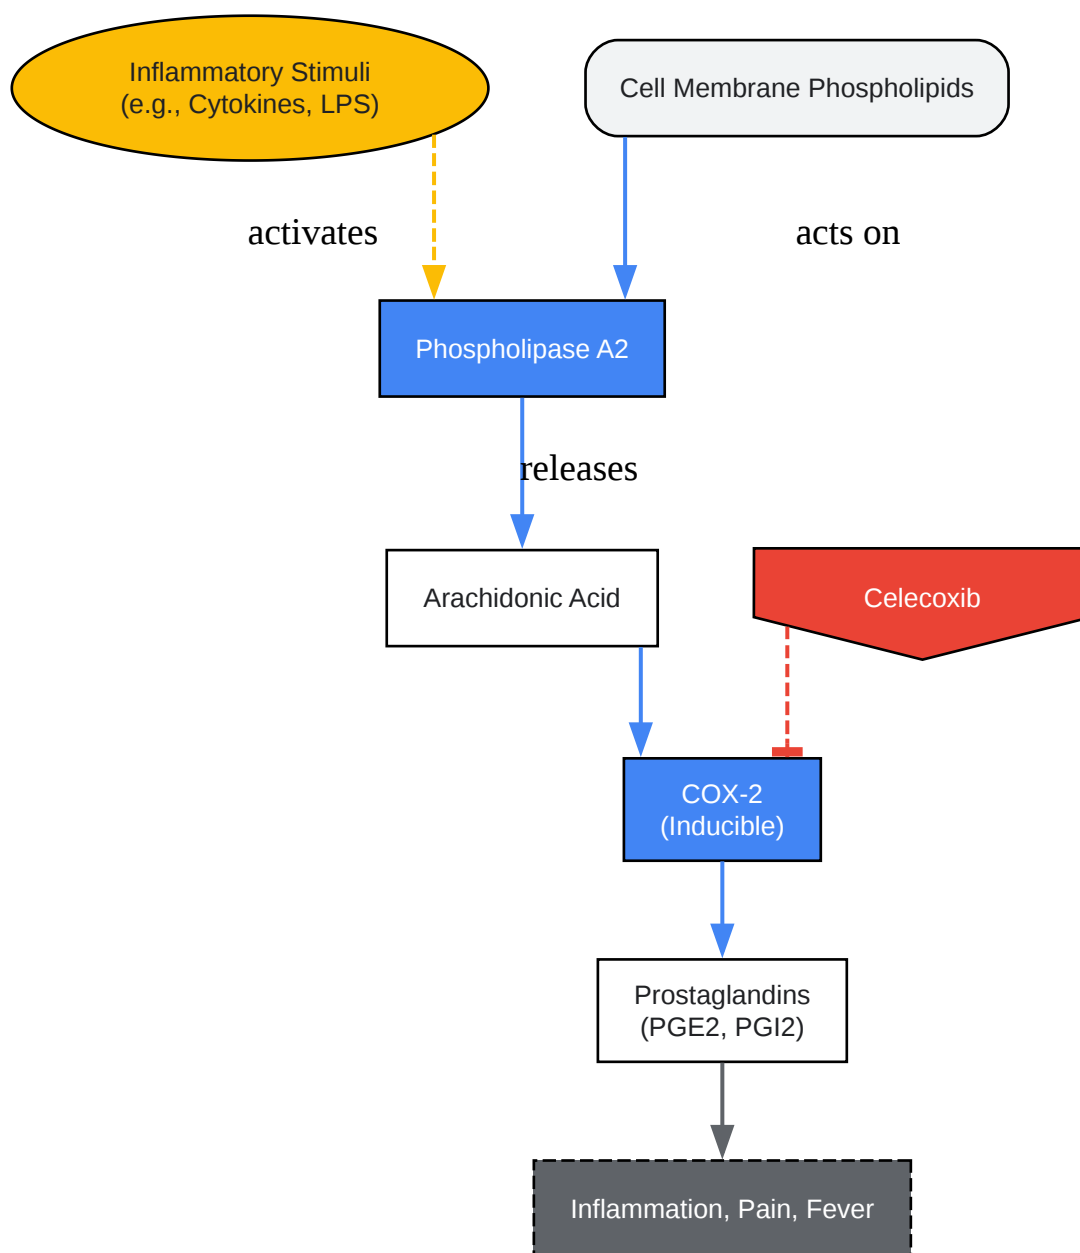 Inflammatory Stimuli
(e.g., Cytokines, LPS)
Cell Membrane Phospholipids
activates
acts on
Phospholipase A2
releases
Arachidonic Acid
Celecoxib
COX-2
(Inducible)
Prostaglandins
(PGE2, PGI2)
Inflammation, Pain, Fever